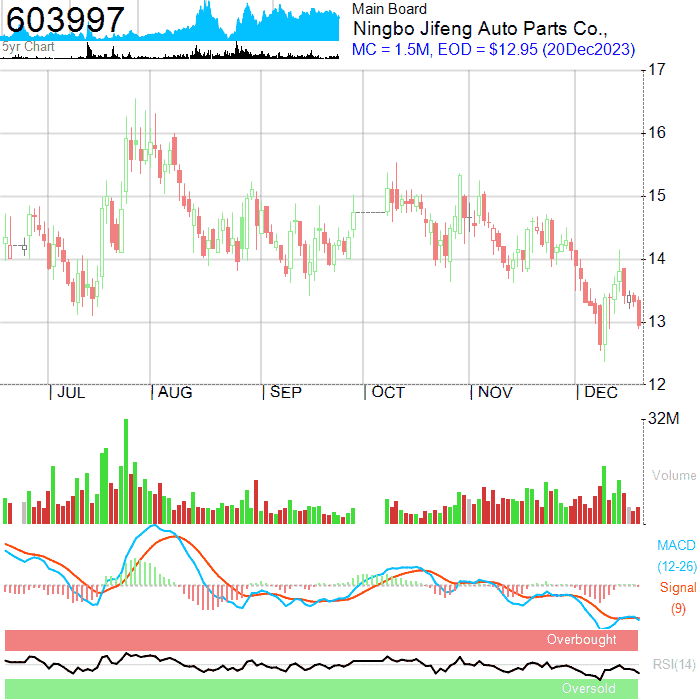 603997
5yr Chart
Main Board
Ningbo Jifeng Auto Parts Co.,
MC = 1.5M, EOD = $12.95 (20Dec2023)
17
16
15
14
13
12
| JUL | AUG | SEP | OCT | NOV | DEC
32M
Volume
MACD
(12-26)
Signal
(9)
Overbought
RSI(14)
Oversold